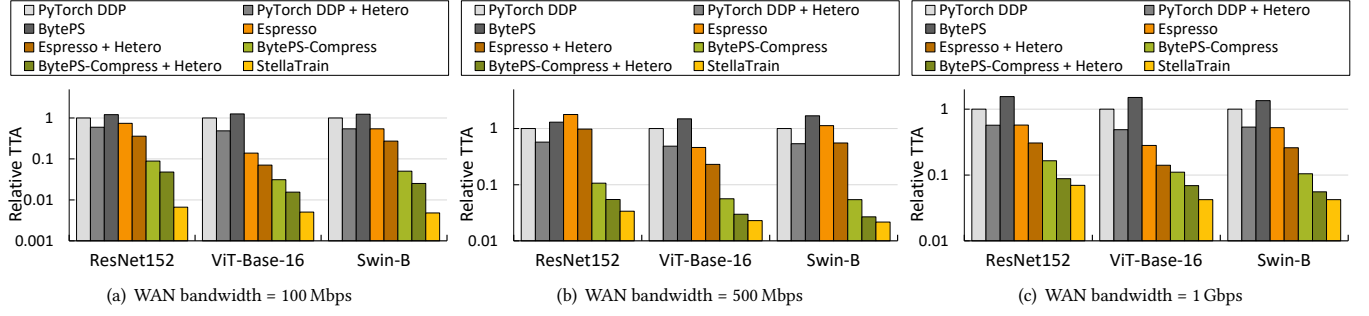 PyTorch DDP PyTorch DDP + Hetero
BytePS Espresso
Espresso + Hetero BytePS-Compress
BytePS-Compress + Hetero StellaTrain
Relative TTA
1
0.1
0.01
0.001
ResNet152 ViT-Base-16 Swin-B
(a) WAN bandwidth = 100 Mbps
PyTorch DDP PyTorch DDP + Hetero
BytePS Espresso
Espresso + Hetero BytePS-Compress
BytePS-Compress + Hetero StellaTrain
Relative TTA
1
0.1
0.01
ResNet152 ViT-Base-16 Swin-B
(b) WAN bandwidth = 500 Mbps
PyTorch DDP PyTorch DDP + Hetero
BytePS Espresso
Espresso + Hetero BytePS-Compress
BytePS-Compress + Hetero StellaTrain
Relative TTA
1
0.1
0.01
ResNet152 ViT-Base-16 Swin-B
(c) WAN bandwidth = 1 Gbps